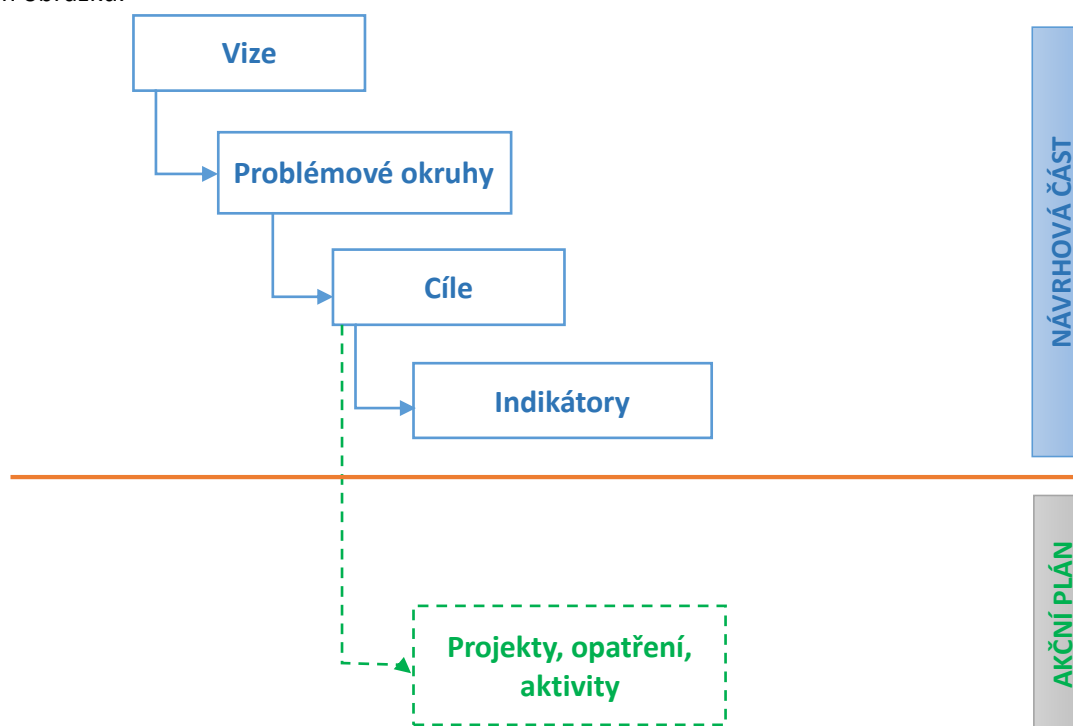 Vize
Problémové okruhy
Cíle
Indikátory
NÁVRHOVÁ ČÁST
Projekty, opatření,
aktivity
AKČNÍ PLÁN